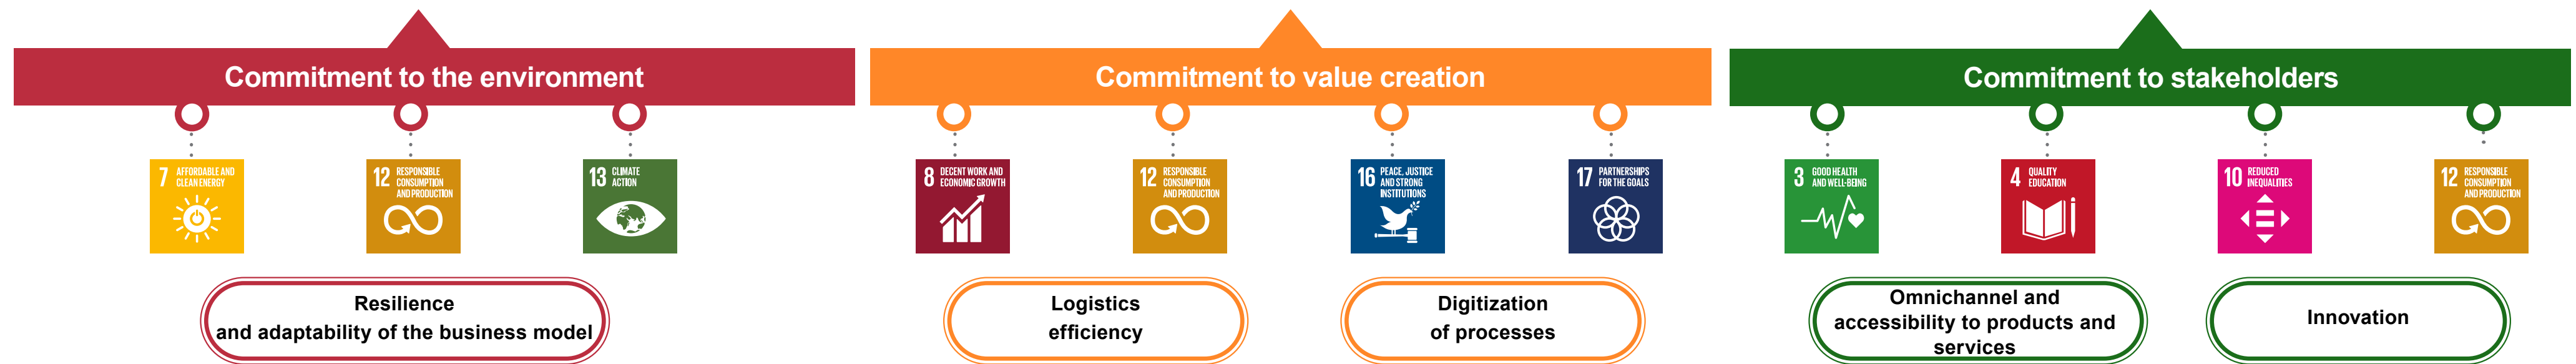 Commitment to the environment
7 AFFORDABLE AND
CLEAN ENERGY
12 RESPONSIBLE
CONSUMPTION
AND PRODUCTION
13 CLIMATE
ACTION
Resilience
and adaptability of the business model
Commitment to value creation
8 DECENT WORK AND
ECONOMIC GROWTH
12 RESPONSIBLE
CONSUMPTION
AND PRODUCTION
16 PEACE, JUSTICE
AND STRONG
INSTITUTIONS
17 PARTNERSHIPS
FOR THE GOALS
Logistics
efficiency
Digitization
of processes
Commitment to stakeholders
3 GOOD HEALTH
AND WELL-BEING
4 QUALITY
EDUCATION
10 REDUCED
INEQUALITIES
12 RESPONSIBLE
CONSUMPTION
AND PRODUCTION
Omnichannel and
accessibility to products and
services
Innovation